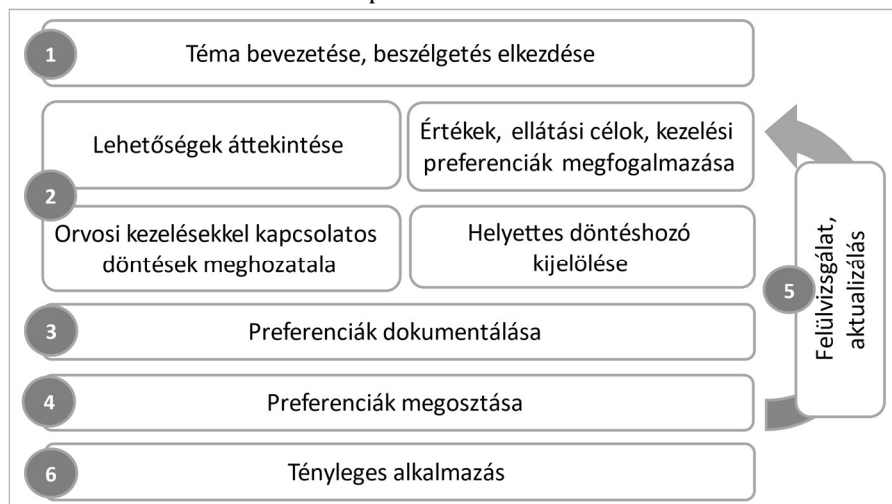 1
Téma bevezetése, beszélgetés elkezdése
2
Lehetőségek áttekintése
Értékek, ellátási célok, kezelési
preferenciák megfogalmazása
Orvosi kezelésekkel kapcsolatos
döntések meghozatala
Helyettes döntéshozó
kijelölése
3
Preferenciák dokumentálása
4
Preferenciák megosztása
5
Felülvizsgálat,
aktualizálás
6
Tényleges alkalmazás